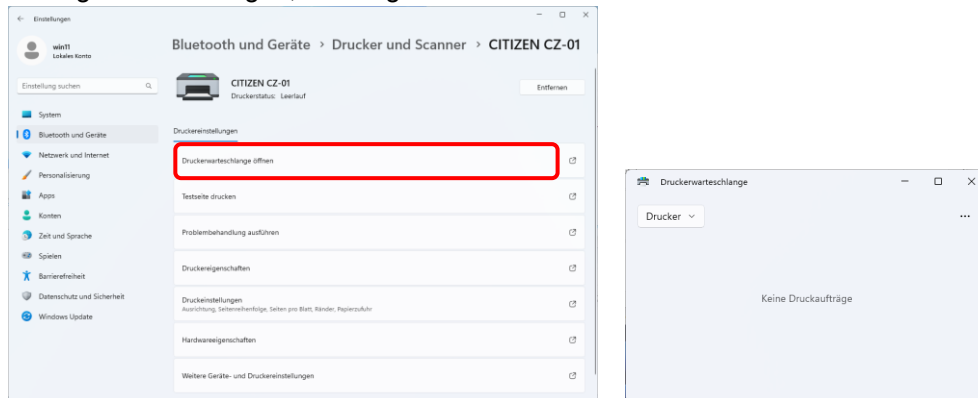 Einstellungen
win11
Lokales Konto
Bluetooth und Geräte > Drucker und Scanner > CITIZEN CZ-01
Einstellung suchen
CITIZEN CZ-01
Druckerstatus: Leerlauf
Entfernen
System
Bluetooth und Geräte
Netzwerk und Internet
Personalisierung
Apps
Konten
Zeit und Sprache
Spielen
Barrierefreiheit
Datenschutz und Sicherheit
Windows Update
Druckereinstellungen
Druckerwarteschlange öffnen
Testseite drucken
Problembehandlung ausführen
Druckereigenschaften
Druckeinstellungen
Ausrichtung, Seitenreihenfolge, Seiten pro Blatt, Ränder, Papierzufuhr
Hardwareeigenschaften
Weitere Geräte- und Druckereinstellungen
Druckerwarteschlange
Drucker
Keine Druckaufträge